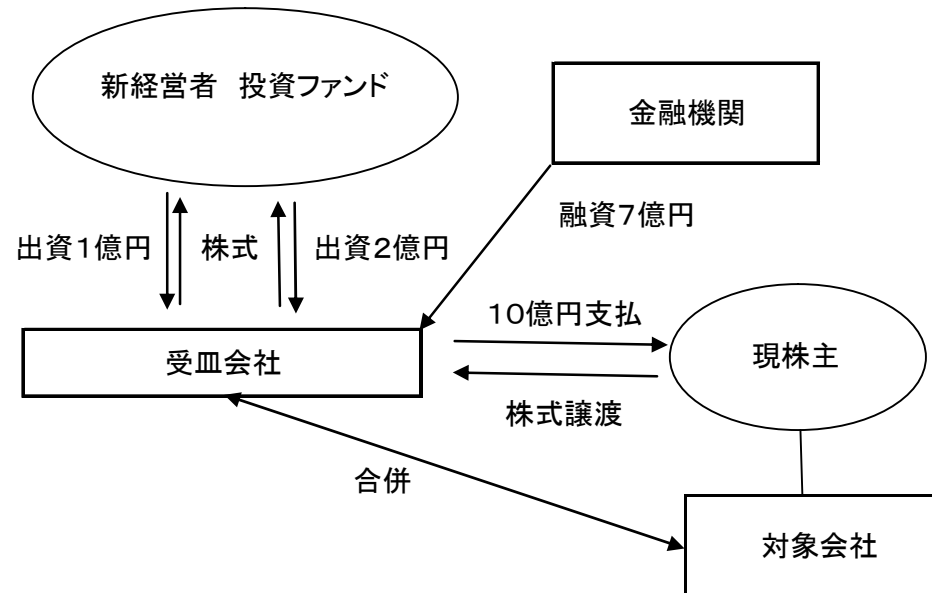 新経営者　投資ファンド
金融機関
融資７億円
出資１億円
株式
出資２億円
１０億円支払
受皿会社
現株主
株式譲渡
合併
対象会社